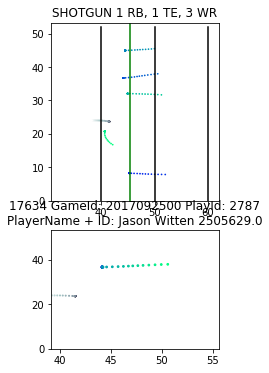 SHOTGUN 1 RB, 1 TE, 3 WR
50
40
30
20
10
0
40 50 60
17634 GameId: 2017092500 PlayId: 2787
PlayerName + ID: Jason Witten 2505629.0
40
20
0
40 45 50 55